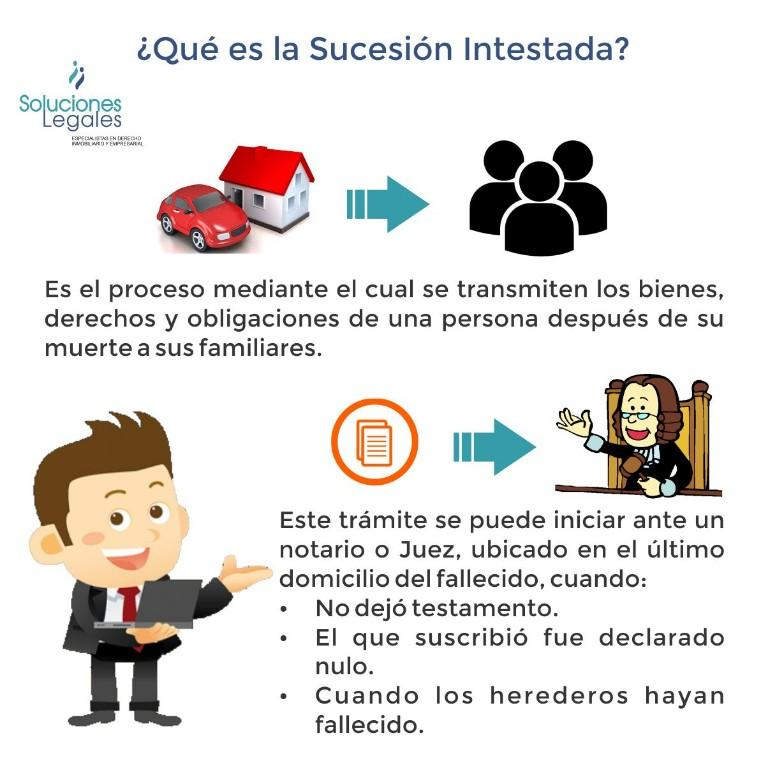 ¿Qué es la Sucesión Intestada?
Soluciones
Legales
ESPECIALISTAS EN DERECHO
INMOBILIARIO Y EMPRESARIAL
Es el proceso mediante el cual se transmiten los bienes,
derechos y obligaciones de una persona después de su
muerte a sus familiares.
Este trámite se puede iniciar ante un
notario o Juez, ubicado en el último
domicilio del fallecido, cuando:
• No dejó testamento.
• El que suscribió fue declarado
nulo.
• Cuando los herederos hayan
fallecido.